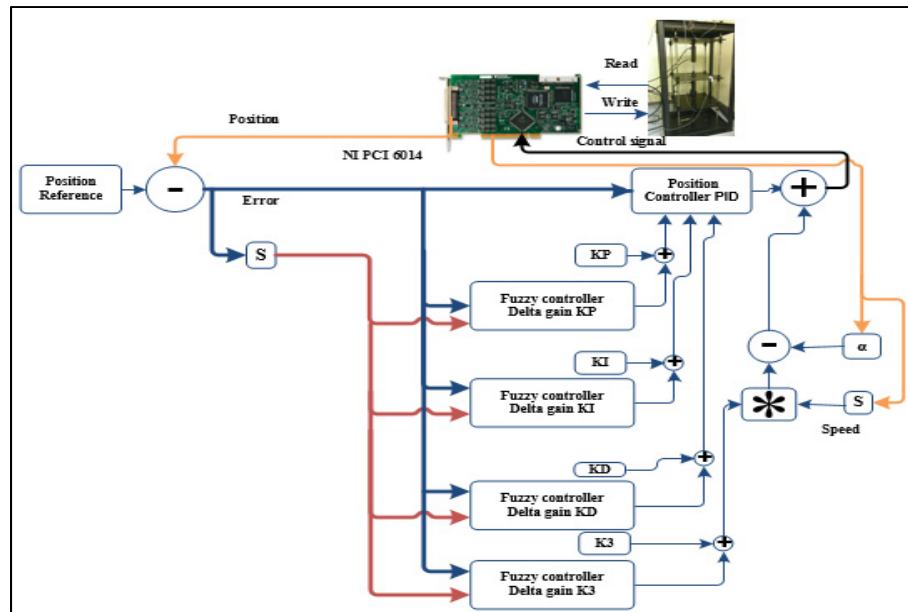 Read
Write
Position
Control signal
NI PCI 6014
Position
Reference
-
Error
Position
Controller PID
+
S
KP
+
Fuzzy controller
Delta gain KP
KI
+
Fuzzy controller
Delta gain KI
-
α
*
S
Speed
KD
+
Fuzzy controller
Delta gain KD
K3
+
Fuzzy controller
Delta gain K3